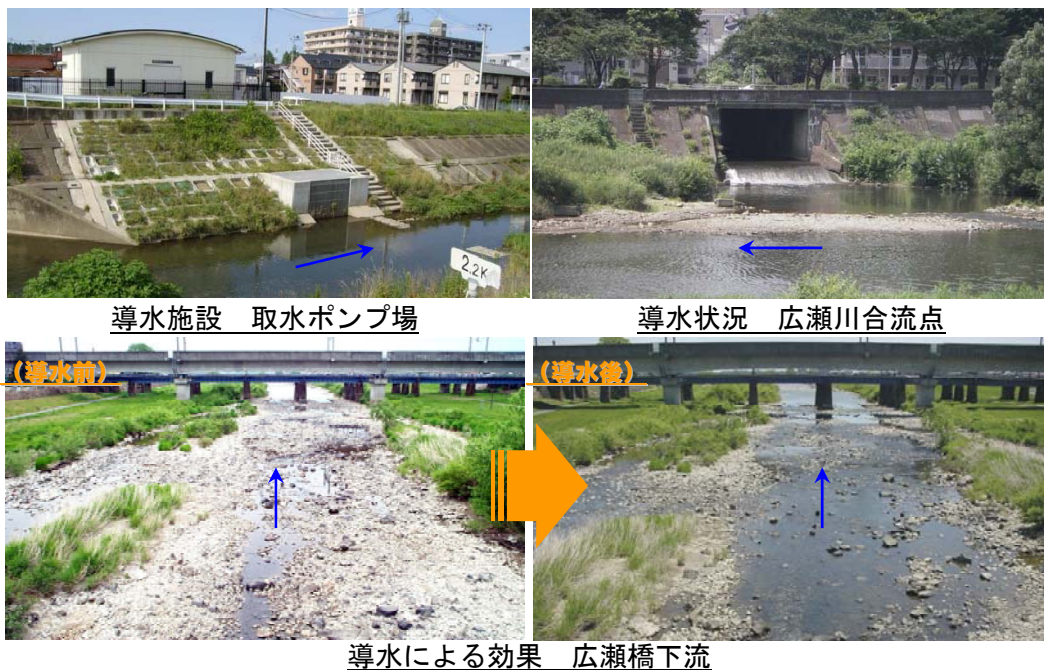 2.2K
導水施設　取水ポンプ場
導水状況　広瀬川合流点
（導水前）
（導水後）
導水による効果　広瀬橋下流